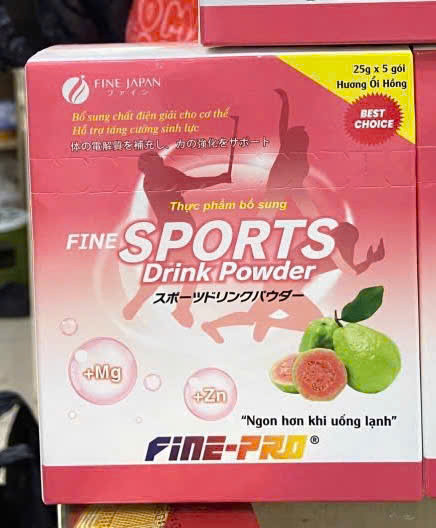 FINE JAPAN
ファイン
25g x 5 gói
Hương Ổi Hồng
BEST
CHOICE
Bổ sung chất điện giải cho cơ thể
Hỗ trợ tăng cường sinh lực
体の電解質を補充し、力の強化をサポート
Thực phẩm bổ sung
FINE SPORTS
Drink Powder
スポーツドリンクパウダー
+Mg
+Zn
"Ngon hơn khi uống lạnh"
FINE-PRO®